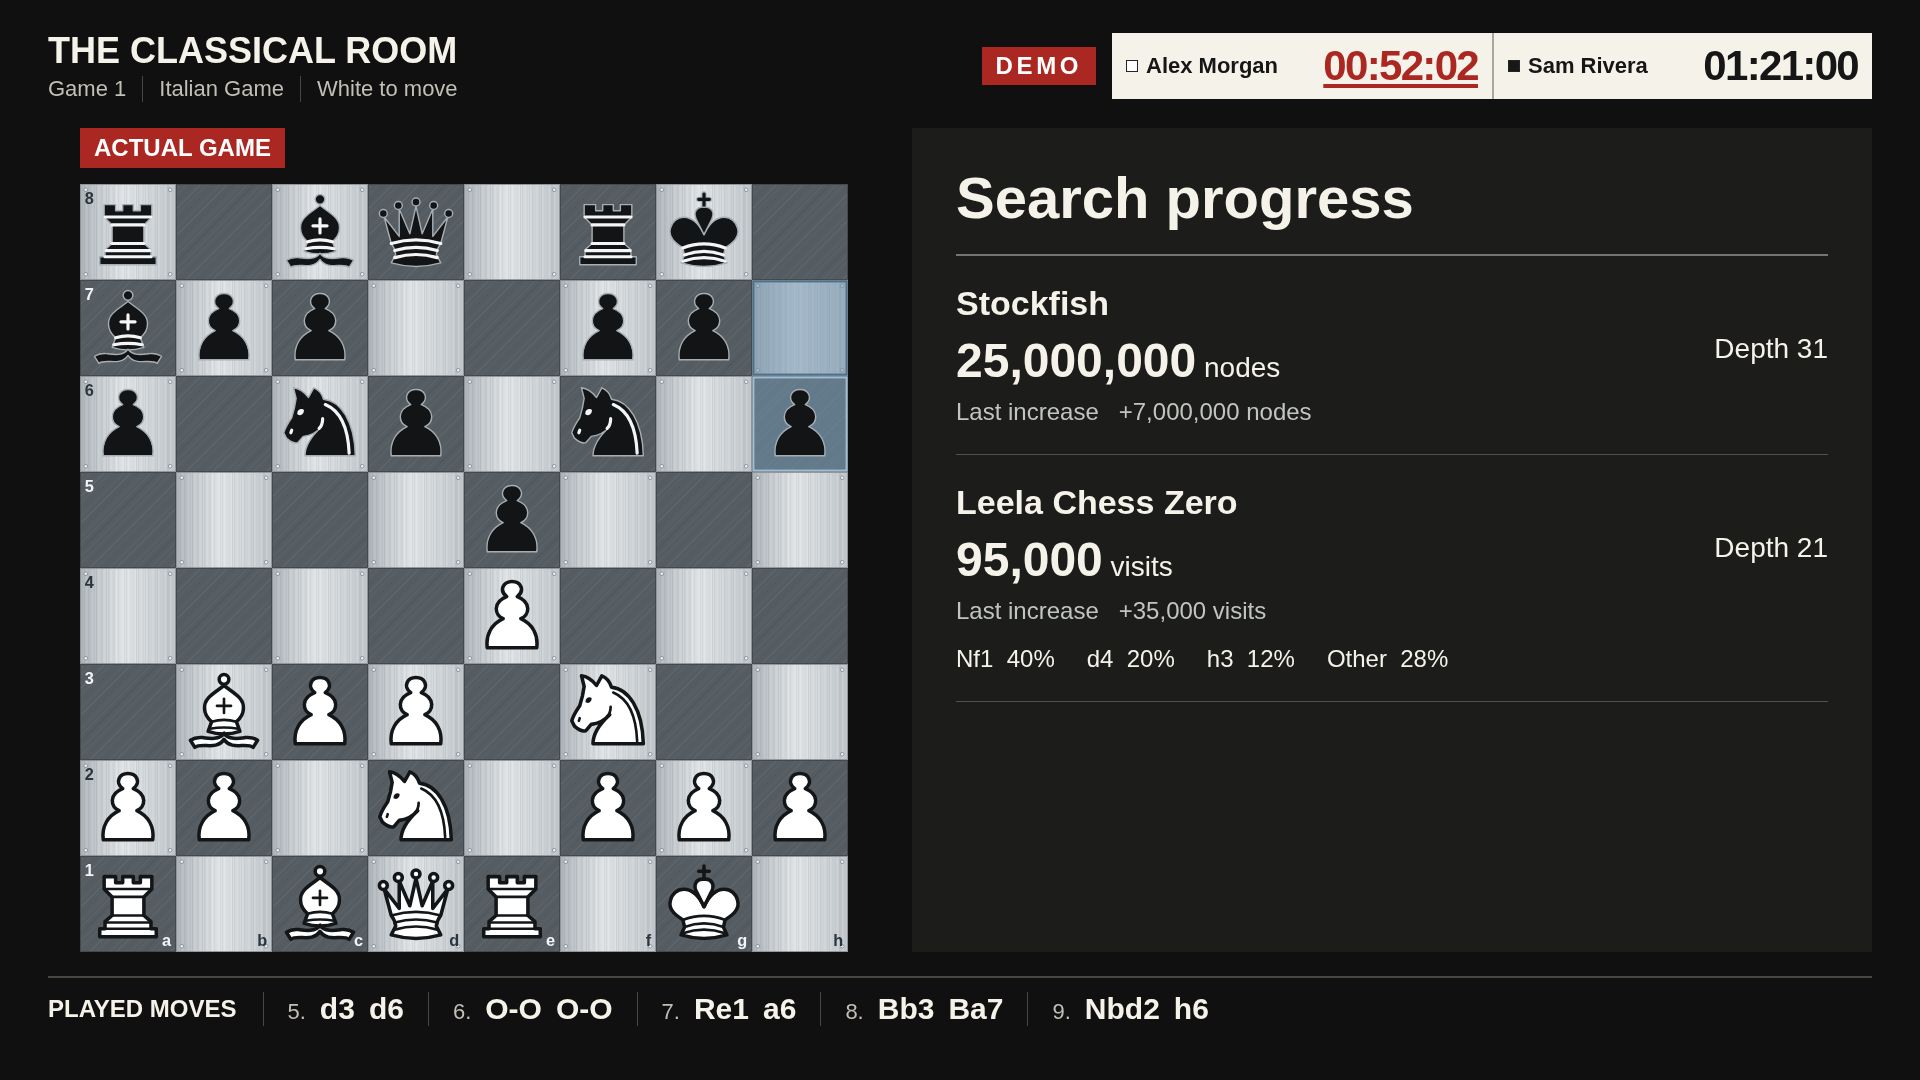 THE CLASSICAL ROOM
Game 1 Italian Game White to move
DEMO
Alex Morgan 00:52:02 Sam Rivera 01:21:00
ACTUAL GAME
8
7
6
5
4
3
2
1
a b c d e f g h
Search progress
Stockfish
25,000,000 nodes
Depth 31
Last increase +7,000,000 nodes
Leela Chess Zero
95,000 visits
Depth 21
Last increase +35,000 visits
Nf1 40% d4 20% h3 12% Other 28%
PLAYED MOVES 5. d3 d6 6. O-O O-O 7. Re1 a6 8. Bb3 Ba7 9. Nbd2 h6